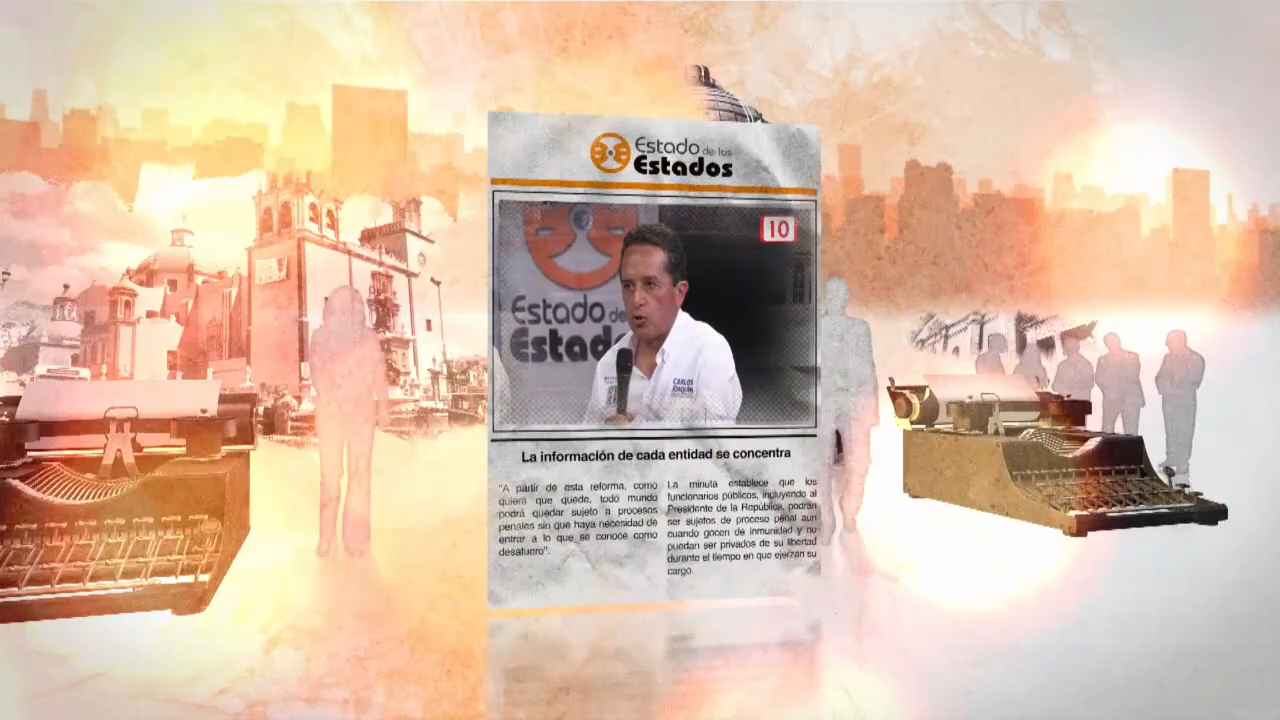 Estado de los
Estados
10
Estado de
Estad
CARLOS
JOAQUÍN
La información de cada entidad se concentra
"A partir de esta reforma, como
quiera que quede, todo mundo
podrá quedar sujeto a procesos
penales sin que haya necesidad de
entrar a lo que se conoce como
desafuero".
La minuta establece que los
funcionarios públicos, incluyendo al
Presidente de la República, podrán
ser sujetos de proceso penal aun
cuando gocen de inmunidad y no
puedan ser privados de su libertad
durante el tiempo en que ejerzan su
cargo.